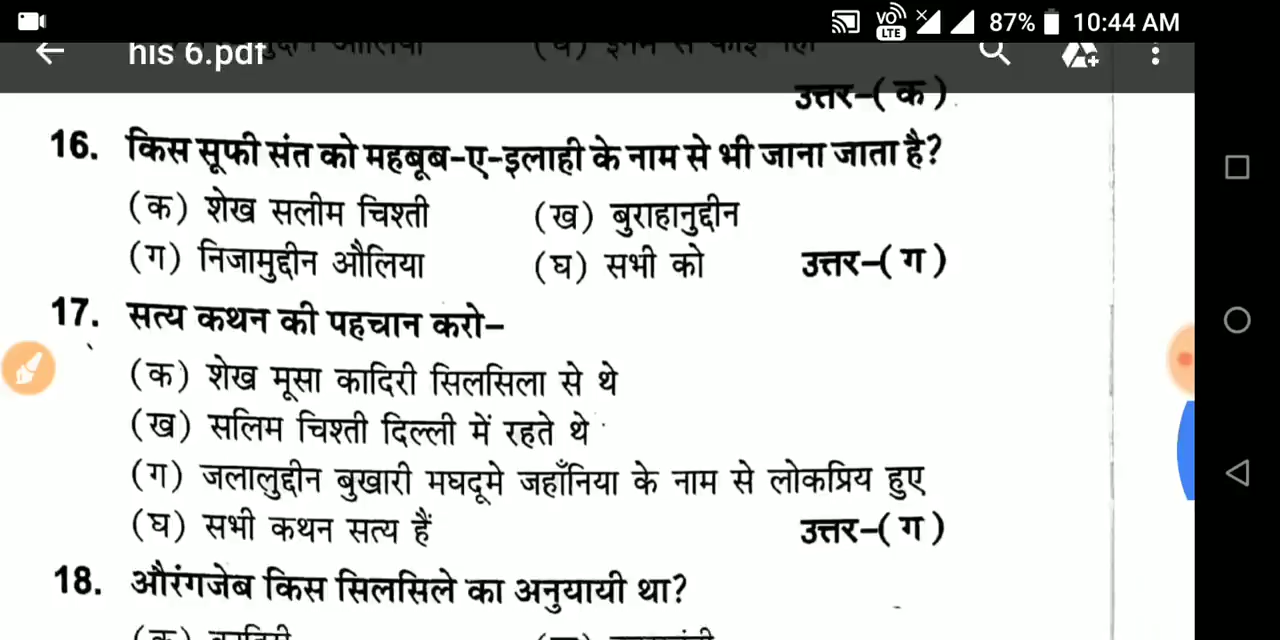 VO LTE 87% 10:44 AM
his 6.pdf
उत्तर-(क)
16. किस सूफी संत को महबूब-ए-इलाही के नाम से भी जाना जाता है?
(क) शेख सलीम चिश्ती (ख) बुराहानुद्दीन
(ग) निजामुद्दीन औलिया (घ) सभी को उत्तर-(ग)
17. सत्य कथन की पहचान करो-
(क) शेख मूसा कादिरी सिलसिला से थे
(ख) सलिम चिश्ती दिल्ली में रहते थे
(ग) जलालुद्दीन बुखारी मघदूमे जहाँनिया के नाम से लोकप्रिय हुए
(घ) सभी कथन सत्य हैं उत्तर-(ग)
18. औरंगजेब किस सिलसिले का अनुयायी था?